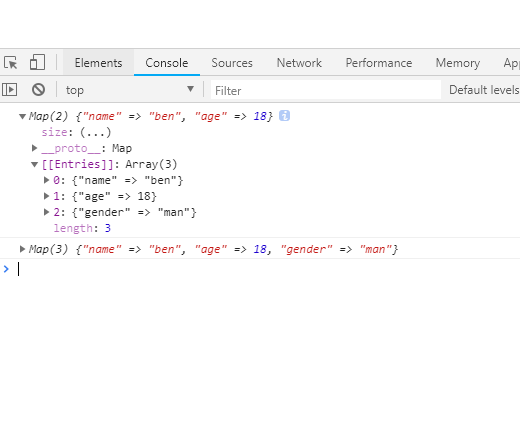 Elements Console Sources Network Performance Memory
top Filter Default levels
Map(2) {"name" => "ben", "age" => 18} i
size: (...)
__proto__: Map
[[Entries]]: Array(3)
0: {"name" => "ben"}
1: {"age" => 18}
2: {"gender" => "man"}
length: 3
Map(3) {"name" => "ben", "age" => 18, "gender" => "man"}